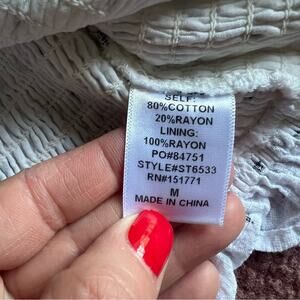 SELF:
80%COTTON
20%RAYON
LINING:
100%RAYON
PO#84751
STYLE#ST6533
RN#151771
M
MADE IN CHINA